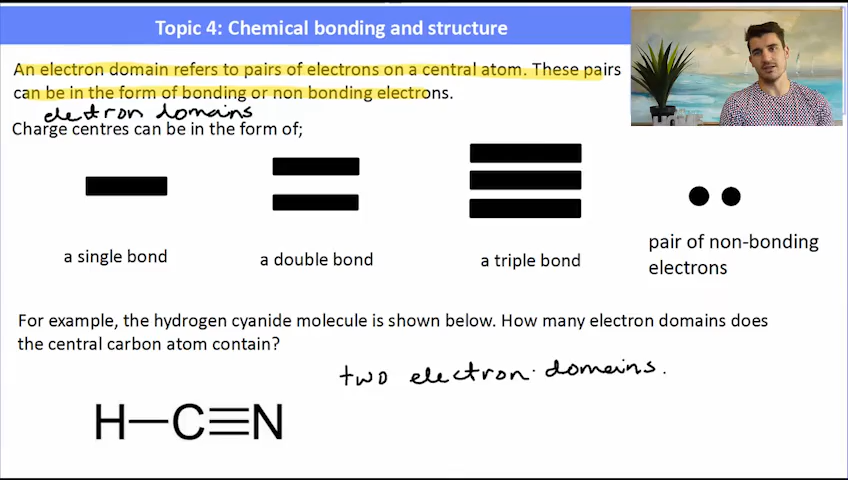 Topic 4: Chemical bonding and structure
An electron domain refers to pairs of electrons on a central atom. These pairs
can be in the form of bonding or non bonding electrons.
electron domains
Charge centres can be in the form of;
a single bond
a double bond
a triple bond
pair of non-bonding
electrons
For example, the hydrogen cyanide molecule is shown below. How many electron domains does
the central carbon atom contain?
two electron domains.
H—C≡N